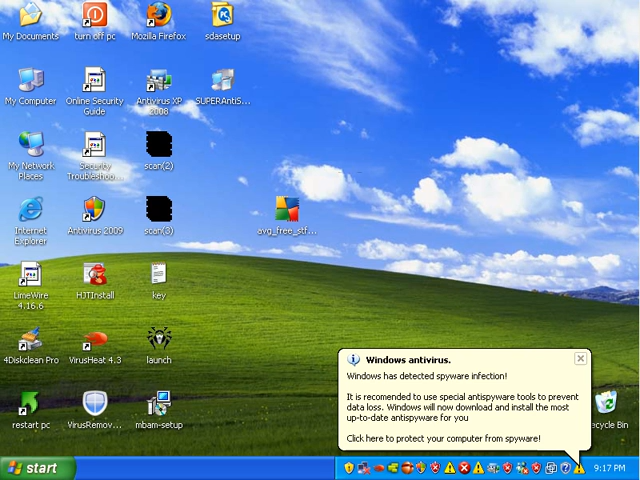 My Documents
turn off pc
Mozilla Firefox
sdasetup
My Computer
Online Security Guide
Antivirus XP 2008
SUPERAntiS...
My Network Places
Security Troubleshoo...
scan(2)
Internet Explorer
Antivirus 2009
scan(3)
avg_free_stf...
LimeWire 4.16.6
HJTInstall
key
4Diskclean Pro
VirusHeat 4.3
launch
restart pc
VirusRemov...
mbam-setup
Recycle Bin
Windows antivirus.
Windows has detected spyware infection!
It is recomended to use special antispyware tools to prevent
data loss. Windows will now download and install the most
up-to-date antispyware for you
Click here to protect your computer from spyware!
start
9:17 PM